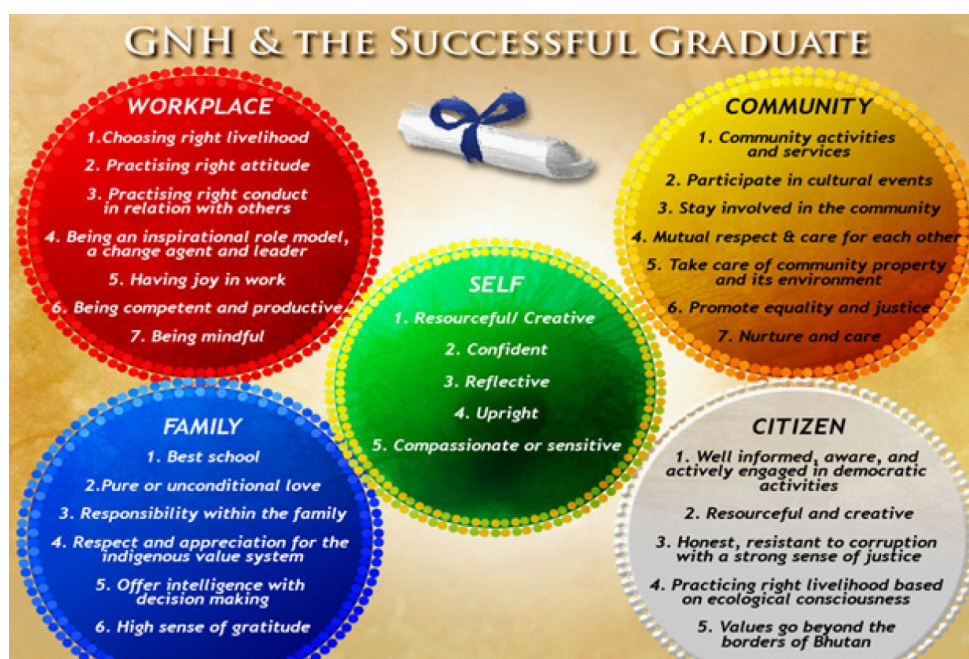 GNH & THE SUCCESSFUL GRADUATE
WORKPLACE
1.Choosing right livelihood
2. Practising right attitude
3. Practising right conduct
in relation with others
4. Being an inspirational role model,
a change agent and leader
5. Having joy in work
6. Being competent and productive
7. Being mindful
COMMUNITY
1. Community activities
and services
2. Participate in cultural events
3. Stay involved in the community
4. Mutual respect & care for each other
5. Take care of community property
and its environment
6. Promote equality and justice
7. Nurture and care
SELF
1. Resourceful/ Creative
2. Confident
3. Reflective
4. Upright
5. Compassionate or sensitive
FAMILY
1. Best school
2.Pure or unconditional love
3. Responsibility within the family
4. Respect and appreciation for the
indigenous value system
5. Offer intelligence with
decision making
6. High sense of gratitude
CITIZEN
1. Well informed, aware, and
actively engaged in democratic
activities
2. Resourceful and creative
3. Honest, resistant to corruption
with a strong sense of justice
4. Practicing right livelihood based
on ecological consciousness
5. Values go beyond the
borders of Bhutan